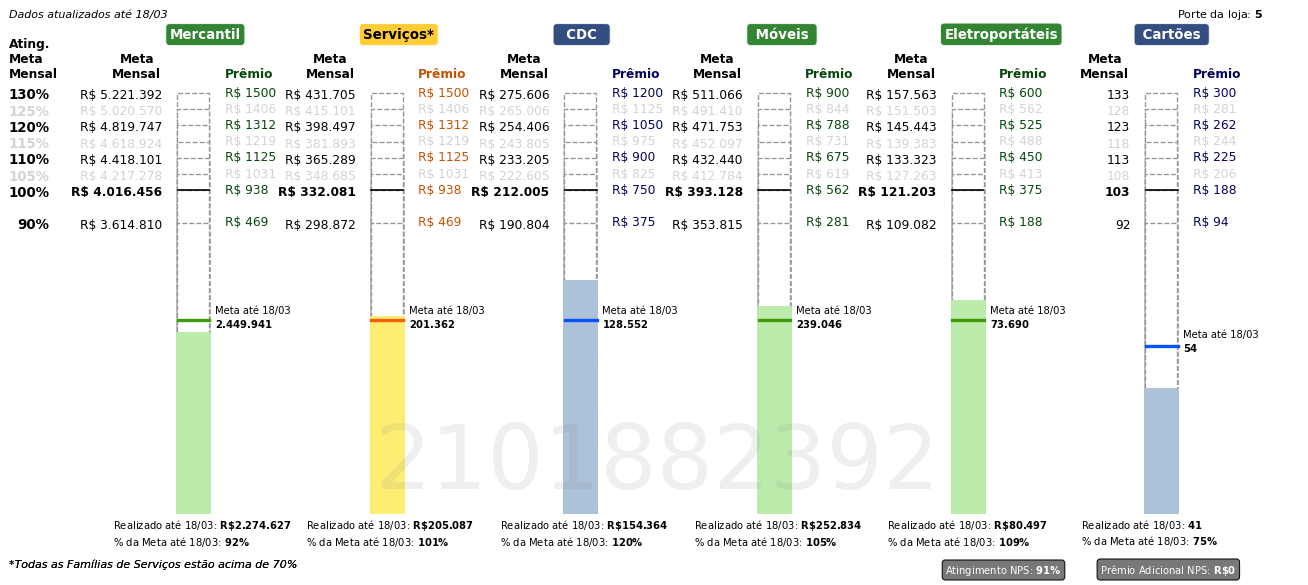 Dados atualizados até 18/03 Porte da loja: 5
Mercantil Serviços* CDC Móveis Eletroportáteis Cartões
Ating.
Meta Meta Meta Meta Meta Meta Meta
Mensal Mensal Prêmio Mensal Prêmio Mensal Prêmio Mensal Prêmio Mensal Prêmio Mensal Prêmio
130% R$ 5.221.392 R$ 1500 R$ 431.705 R$ 1500 R$ 275.606 R$ 1200 R$ 511.066 R$ 900 R$ 157.563 R$ 600 133 R$ 300
125% R$ 5.020.570 R$ 1406 R$ 415.101 R$ 1406 R$ 265.006 R$ 1125 R$ 491.410 R$ 844 R$ 151.503 R$ 562 128 R$ 281
120% R$ 4.819.747 R$ 1312 R$ 398.497 R$ 1312 R$ 254.406 R$ 1050 R$ 471.753 R$ 788 R$ 145.443 R$ 525 123 R$ 262
115% R$ 4.618.924 R$ 1219 R$ 381.893 R$ 1219 R$ 243.805 R$ 975 R$ 452.097 R$ 731 R$ 139.383 R$ 488 118 R$ 244
110% R$ 4.418.101 R$ 1125 R$ 365.289 R$ 1125 R$ 233.205 R$ 900 R$ 432.440 R$ 675 R$ 133.323 R$ 450 113 R$ 225
105% R$ 4.217.278 R$ 1031 R$ 348.685 R$ 1031 R$ 222.605 R$ 825 R$ 412.784 R$ 619 R$ 127.263 R$ 413 108 R$ 206
100% R$ 4.016.456 R$ 938 R$ 332.081 R$ 938 R$ 212.005 R$ 750 R$ 393.128 R$ 562 R$ 121.203 R$ 375 103 R$ 188
90% R$ 3.614.810 R$ 469 R$ 298.872 R$ 469 R$ 190.804 R$ 375 R$ 353.815 R$ 281 R$ 109.082 R$ 188 92 R$ 94
Meta até 18/03 Meta até 18/03 Meta até 18/03 Meta até 18/03 Meta até 18/03
2.449.941 201.362 128.552 239.046 73.690
Meta até 18/03
54
2101882392
Realizado até 18/03: R$2.274.627 Realizado até 18/03: R$205.087 Realizado até 18/03: R$154.364 Realizado até 18/03: R$252.834 Realizado até 18/03: R$80.497 Realizado até 18/03: 41
% da Meta até 18/03: 92% % da Meta até 18/03: 101% % da Meta até 18/03: 120% % da Meta até 18/03: 105% % da Meta até 18/03: 109% % da Meta até 18/03: 75%
*Todas as Famílias de Serviços estão acima de 70% Atingimento NPS: 91% Prêmio Adicional NPS: R$0